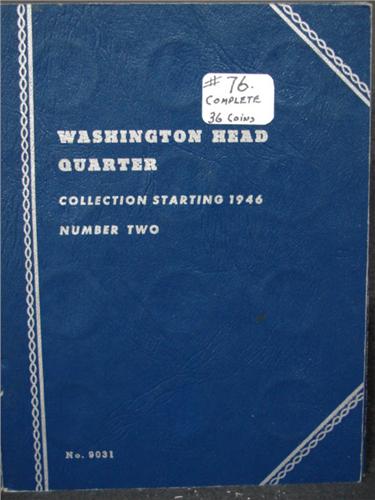 # 76.
COMPLETE
36 COINS
WASHINGTON HEAD
QUARTER
COLLECTION STARTING 1946
NUMBER TWO
No. 9031